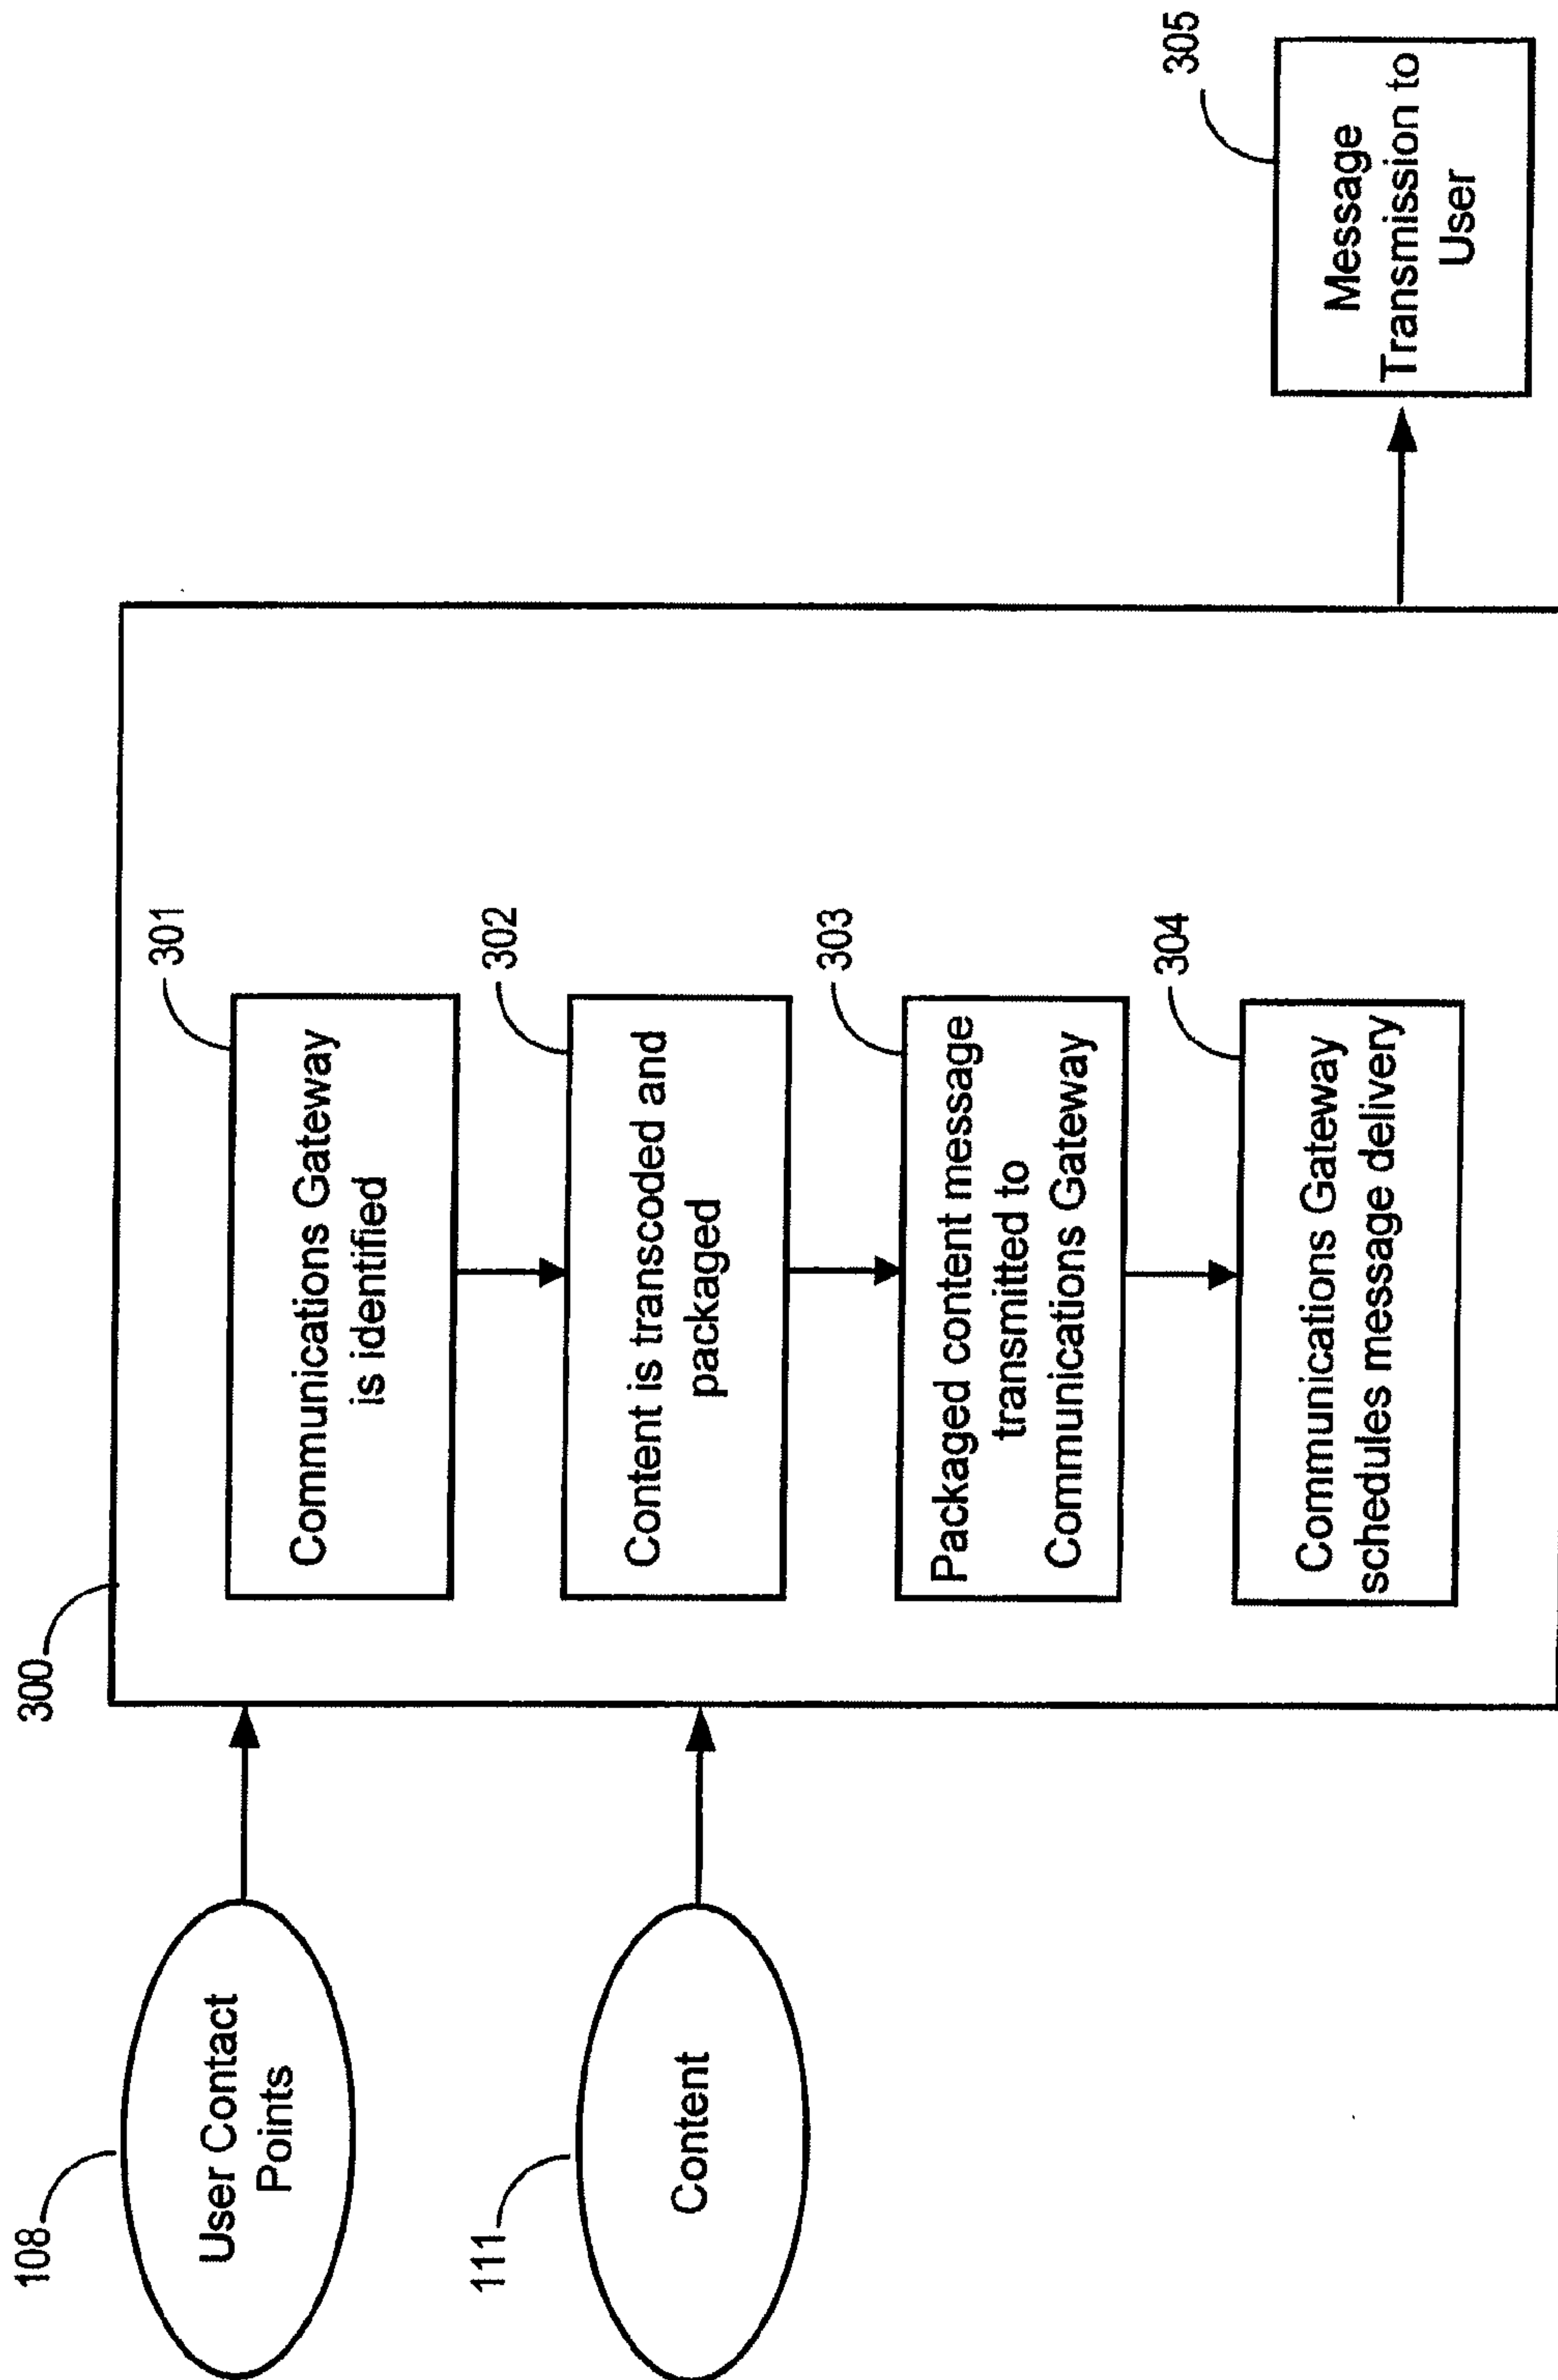 108
User Contact
Points
111
Content
300
301
Communications Gateway
is identified
302
Content is transcoded and
packaged
303
Packaged content message
transmitted to
Communications Gateway
304
Communications Gateway
schedules message delivery
305
Message
Transmission to
User